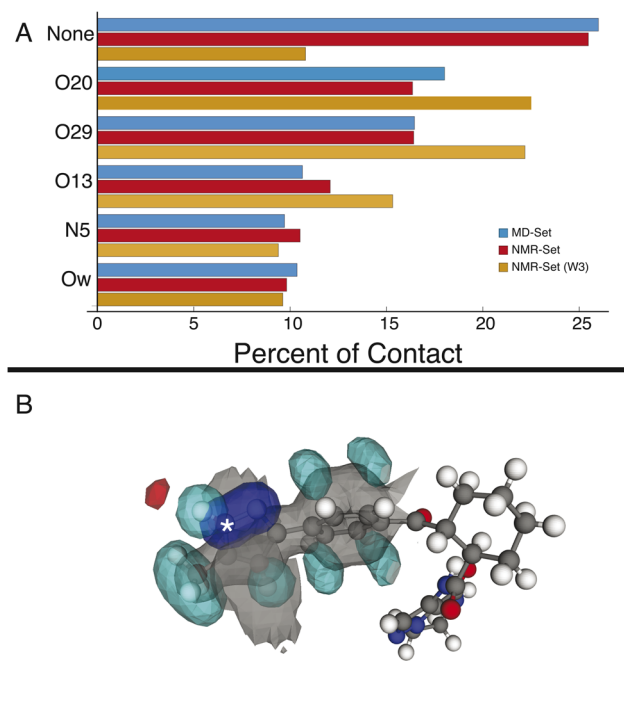 A
None
O20
O29
O13
N5
Ow
MD-Set
NMR-Set
NMR-Set (W3)
0 5 10 15 20 25
Percent of Contact
B
*